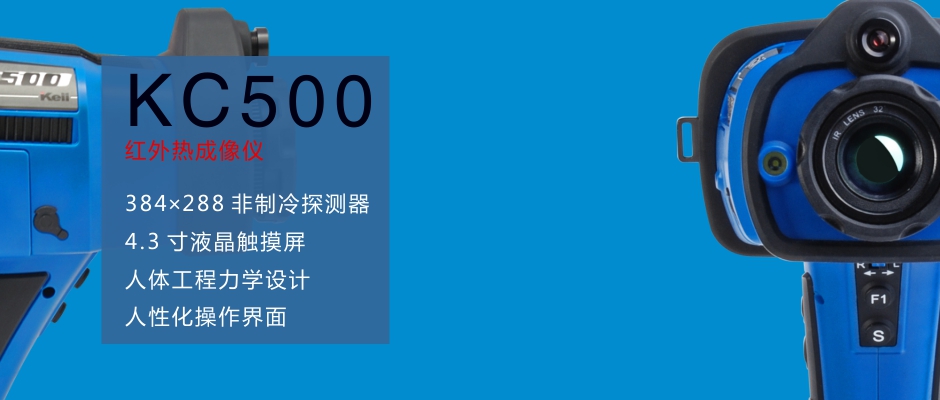 KC500
红外热成像仪
384×288 非制冷探测器
4.3 寸液晶触摸屏
人体工程力学设计
人性化操作界面
500
Keii
IR LENS 32
R L
F1
S